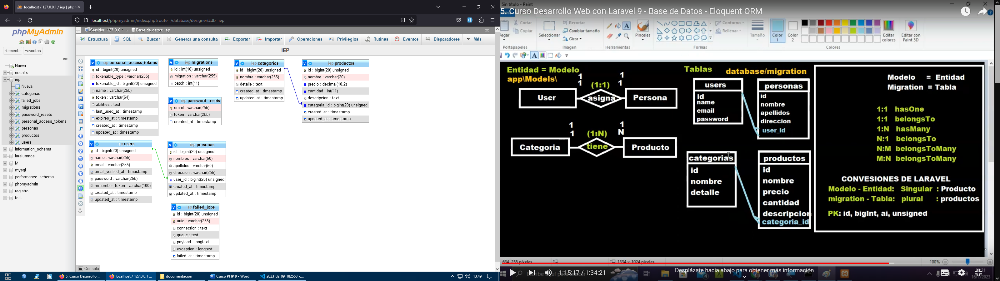 localhost / 127.0.0.1 / iep | phpM
localhost/phpmyadmin/index.php?route=/database/designer&db=iep
phpMyAdmin
Reciente Favoritas
Nueva
ecuafix
iep
Nueva
categorias
failed_jobs
migrations
password_resets
personal_access_tokens
personas
productos
users
information_schema
laralumnos
lvl
mysql
performance_schema
phpmyadmin
registro
test
Servidor: 127.0.0.1 » Base de datos: iep
Estructura SQL Buscar Generar una consulta Exportar Importar Operaciones Privilegios Rutinas Eventos Disparadores Más
IEP
iep personal_access_tokens
id : bigint(20) unsigned
tokenable_type : varchar(255)
tokenable_id : bigint(20) unsigned
name : varchar(255)
token : varchar(64)
abilities : text
last_used_at : timestamp
expires_at : timestamp
created_at : timestamp
updated_at : timestamp
iep migrations
id : int(10) unsigned
migration : varchar(255)
batch : int(11)
iep categorias
id : bigint(20) unsigned
nombre : varchar(255)
detalle : text
created_at : timestamp
updated_at : timestamp
iep productos
id : bigint(20) unsigned
nombre : varchar(20)
precio : decimal(10,2)
cantidad : int(11)
descripcion : text
categoria_id : bigint(20) unsigned
created_at : timestamp
updated_at : timestamp
iep password_resets
email : varchar(255)
token : varchar(255)
created_at : timestamp
iep users
id : bigint(20) unsigned
name : varchar(255)
email : varchar(255)
email_verified_at : timestamp
password : varchar(255)
remember_token : varchar(100)
created_at : timestamp
updated_at : timestamp
iep personas
id : bigint(20) unsigned
nombres : varchar(50)
apellidos : varchar(50)
direccion : varchar(255)
user_id : bigint(20) unsigned
created_at : timestamp
updated_at : timestamp
iep failed_jobs
id : bigint(20) unsigned
uuid : varchar(255)
connection : text
queue : text
payload : longtext
exception : longtext
failed_at : timestamp
Consola
5. Curso Desarrollo ... localhost / 127.0.0.1 ... documentacion Curso PHP 9 - Word 2023_02_09_182558_c... 13:49
Sin título - Paint
5. Curso Desarrollo Web con Laravel 9 - Base de Datos - Eloquent ORM
Pegar
Cortar
Copiar
Portapapeles
Seleccionar
Recortar
Cambiar tamaño
Girar
Imagen
Herramientas
Pinceles
Contorno
Rellenar
Formas
Tamaño
Color 1
Color 2
Editar colores
Editar con Paint 3D
Colores
Entidad = Modelo
app\Models\
1 1
1 (1:1) 1
User asigna Persona
1 1
1 (1:N) N
Categoria tiene Producto
Tablas database/migration
users
id
name
email
password
personas
id
nombre
apellidos
direccion
user_id
categorias
id
nombre
detalle
productos
id
nombre
precio
cantidad
descripcion
categoria_id
Modelo = Entidad
Migration = Tabla
1:1 hasOne
1:1 belongsTo
1:N hasMany
N:1 belongsTo
N:M belongsToMany
M:N belongsToMany
CONVESIONES DE LARAVEL
Modelo - Entidad: Singular : Producto
migration - Tabla: plural : productos
PK: id, bigInt, ai, unsigned
634, 255 píxeles 1334 x 1024 píxeles 100%
1:15:17 / 1:34:21
Desplázate hacia abajo para obtener más información